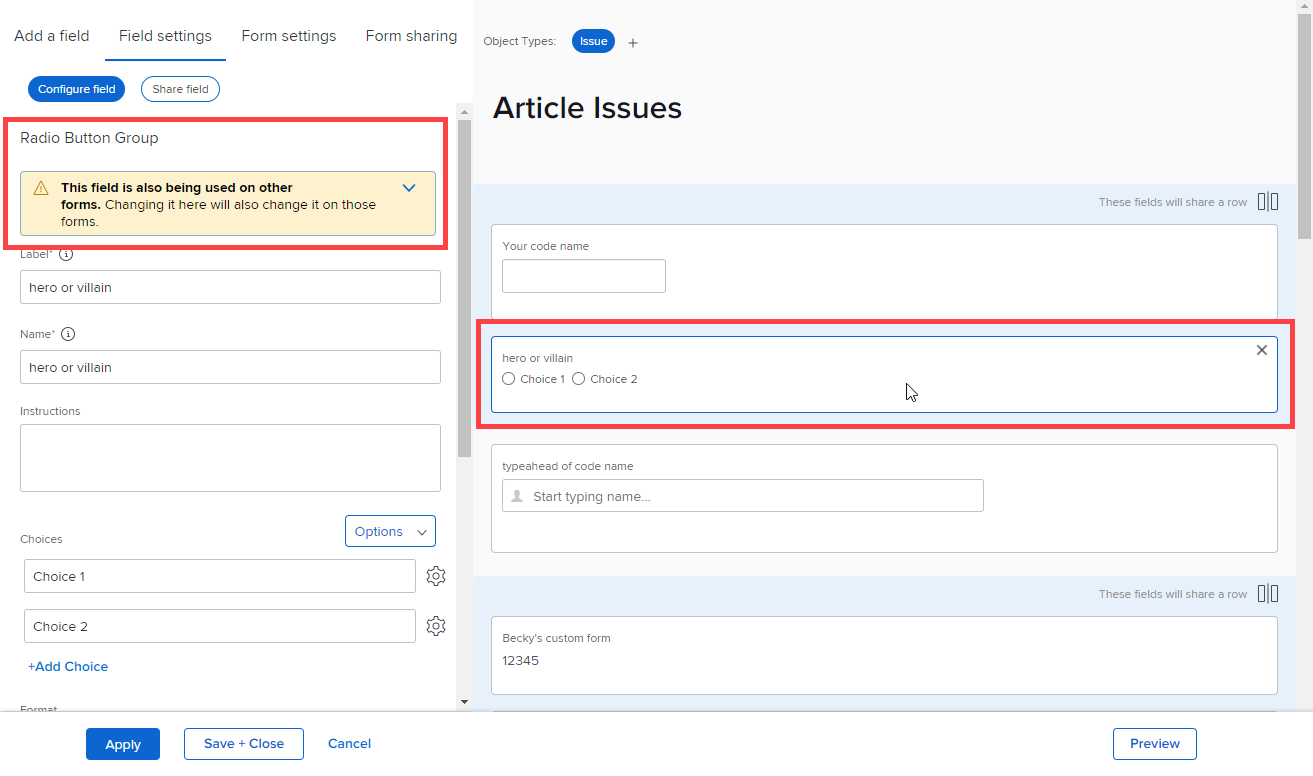 Add a field
Field settings
Form settings
Form sharing
Configure field
Share field
Radio Button Group
This field is also being used on other
forms. Changing it here will also change it on those
forms.
Label*
hero or villain
Name*
hero or villain
Instructions
Choices
Options
Choice 1
Choice 2
+Add Choice
Format
Object Types:
Issue
+
Article Issues
These fields will share a row
Your code name
hero or villain
Choice 1
Choice 2
typeahead of code name
Start typing name...
These fields will share a row
Becky's custom form
12345
Apply
Save + Close
Cancel
Preview